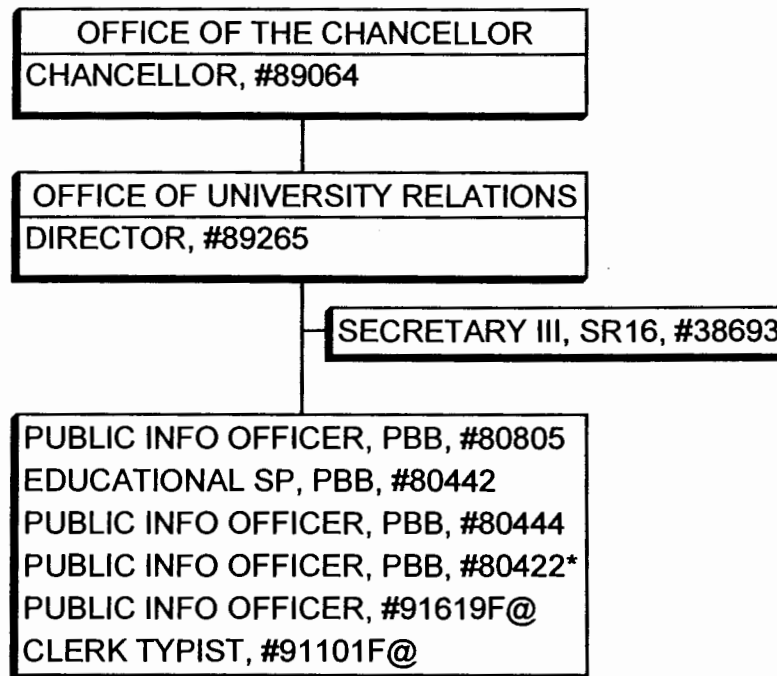 OFFICE OF THE CHANCELLOR
CHANCELLOR, #89064
OFFICE OF UNIVERSITY RELATIONS
DIRECTOR, #89265
SECRETARY III, SR16, #38693
PUBLIC INFO OFFICER, PBB, #80805
EDUCATIONAL SP, PBB, #80442
PUBLIC INFO OFFICER, PBB, #80444
PUBLIC INFO OFFICER, PBB, #80422*
PUBLIC INFO OFFICER, #91619F@
CLERK TYPIST, #91101F@